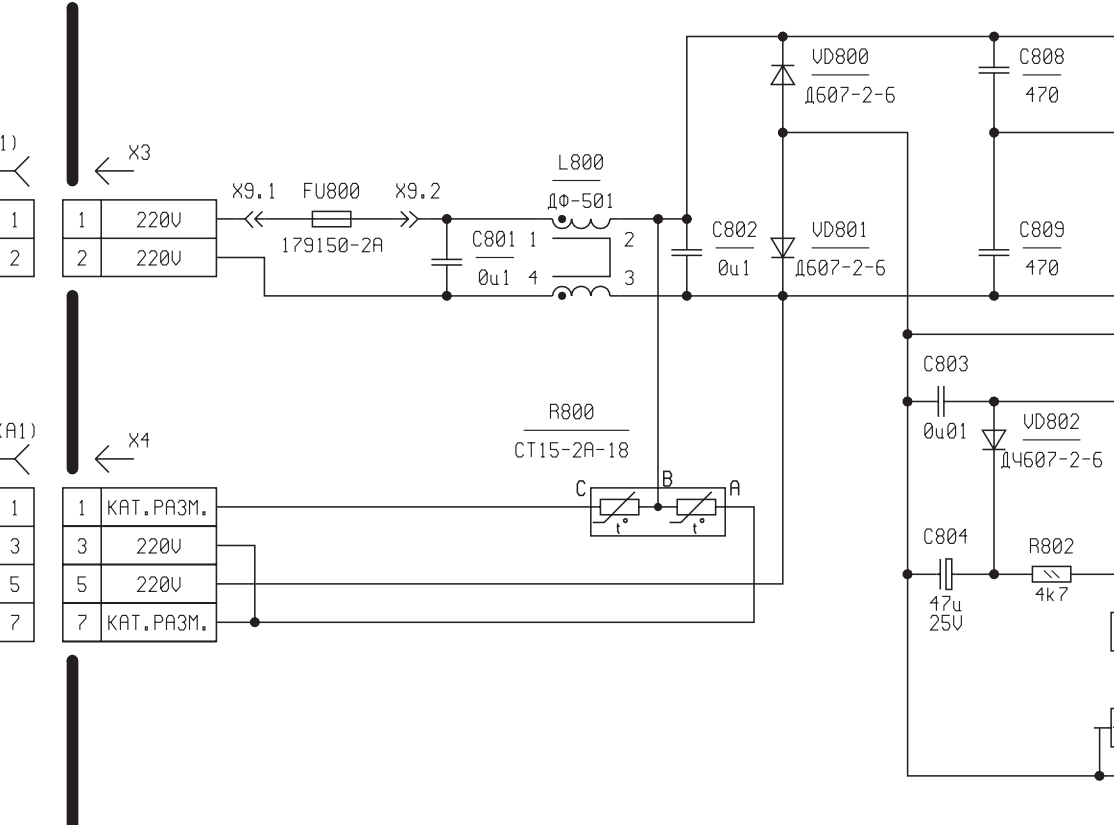 VD800
C808
Д607-2-6
470
1)
X3
L800
X9.1 FU800 X9.2
ДФ-501
1 1 220V
179150-2A
C801 1 2
C802
VD801
C809
2 2 220V
0u1 4 3
0u1
Д607-2-6
470
C803
R800
(A1)
X4
0u01
VD802
СТ15-2А-18
ДЧ607-2-6
C B A
1 1 КАТ.РАЗМ.
t° t°
3 3 220V
C804
R802
5 5 220V
47u
4k7
25V
7 7 КАТ.РАЗМ.